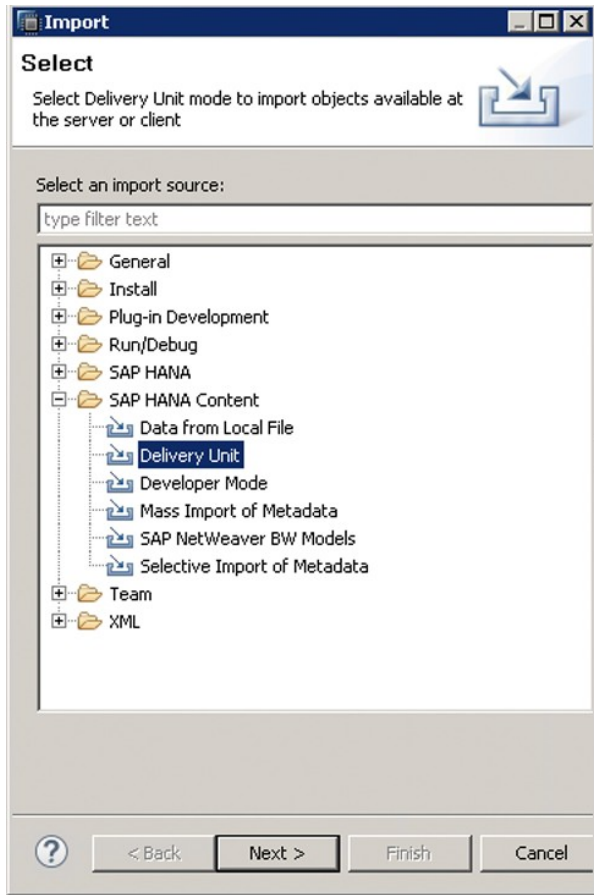 Import
Select
Select Delivery Unit mode to import objects available at
the server or client
Select an import source:
type filter text
General
Install
Plug-in Development
Run/Debug
SAP HANA
SAP HANA Content
Data from Local File
Delivery Unit
Developer Mode
Mass Import of Metadata
SAP NetWeaver BW Models
Selective Import of Metadata
Team
XML
? < Back Next > Finish Cancel